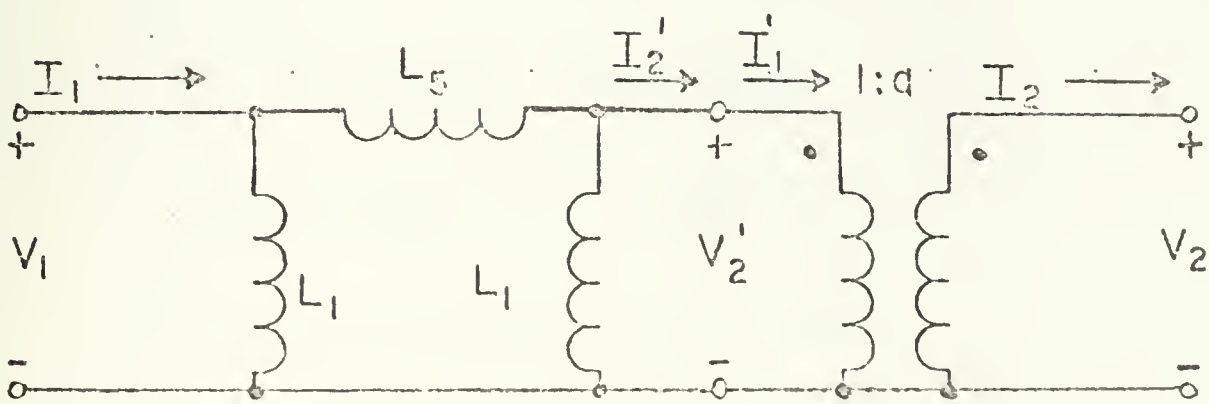 I₁ L₅ I₂' I₁' 1:a I₂
+ + +
V₁ L₁ L₁ V₂' V₂
- - -